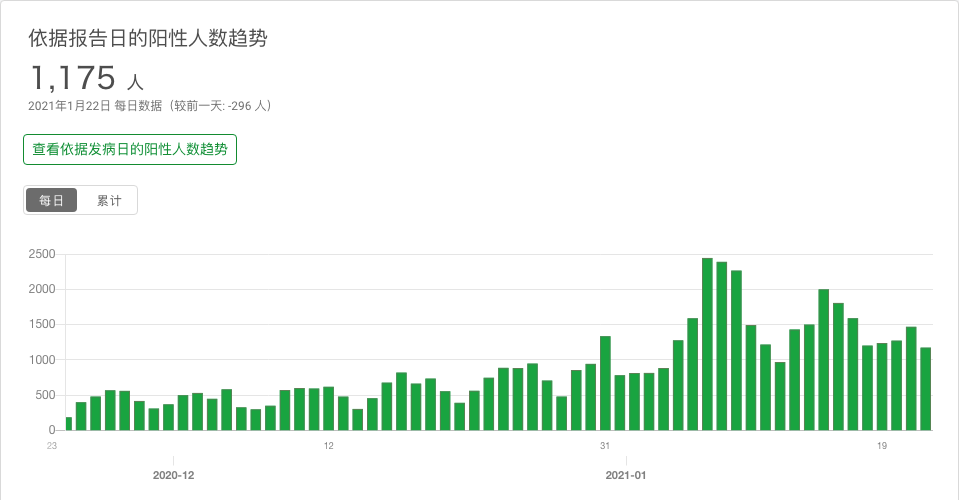 依据报告日的阳性人数趋势
1,175 人
2021年1月22日 每日数据（较前一天: -296 人）
查看依据发病日的阳性人数趋势
每日 累计
2500
2000
1500
1000
500
0
23 12 31 19
2020-12 2021-01